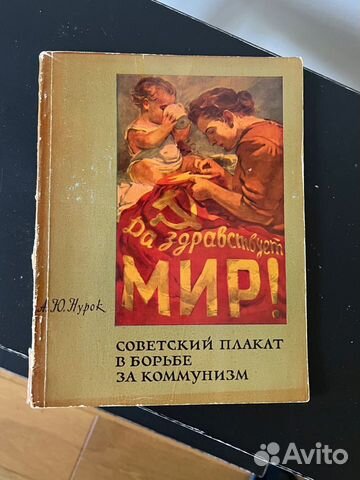 Да здравствует
МИР!
А. Ю. Нурок
СОВЕТСКИЙ ПЛАКАТ
В БОРЬБЕ
ЗА КОММУНИЗМ
Avito